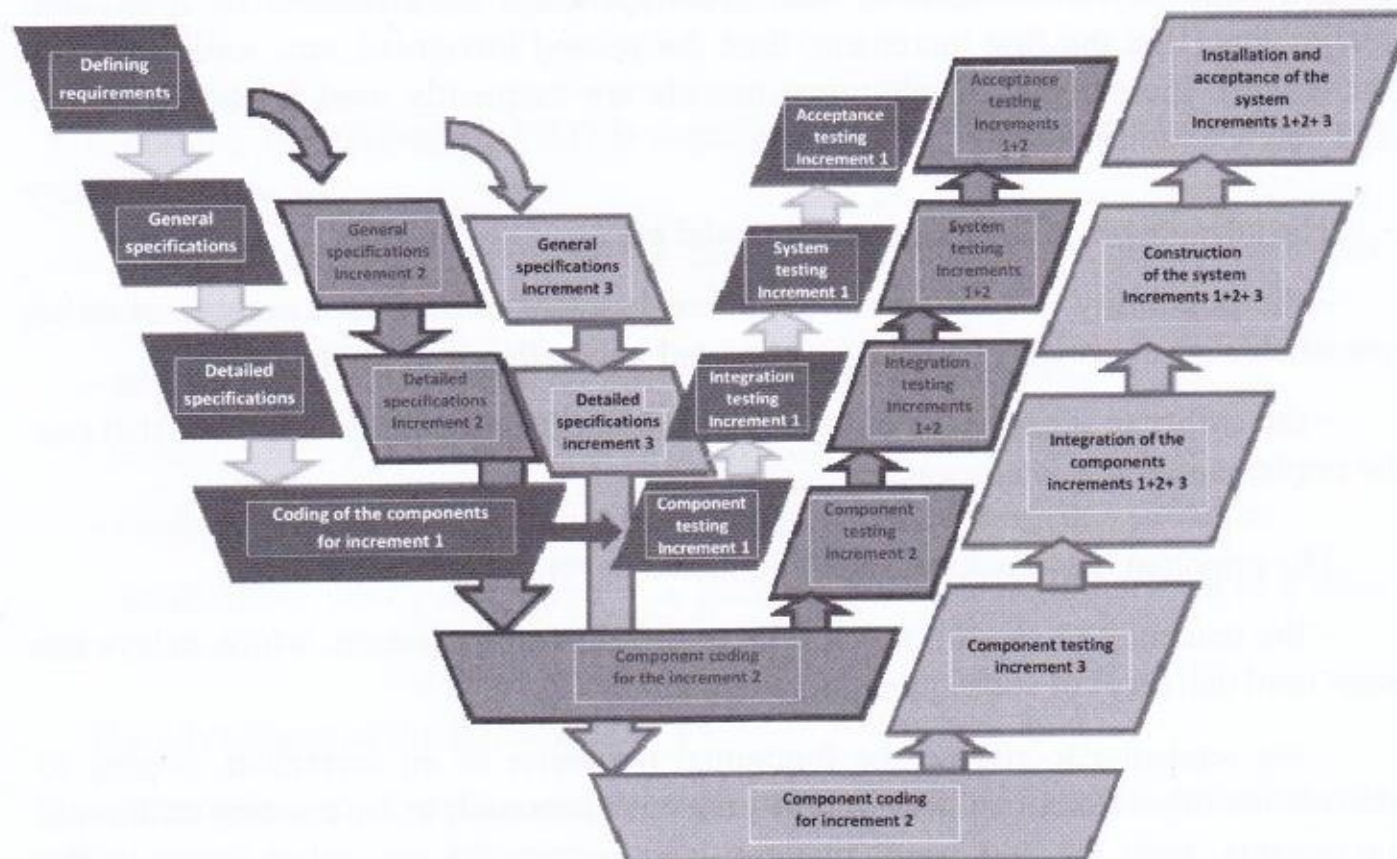 Defining
requirements
General
specifications
Detailed
specifications
Coding of the components
for increment 1
General
specifications
Increment 2
Detailed
specifications
Increment 2
Component coding
for the increment 2
General
specifications
increment 3
Detailed
specifications
increment 3
Component coding
for increment 2
Component
testing
Increment 1
Integration
testing
Increment 1
System
testing
Increment 1
Acceptance
testing
Increment 1
Component
testing
Increment 2
Integration
testing
Increments
1+2
System
testing
Increments
1+2
Acceptance
testing
Increments
1+2
Component testing
increment 3
Integration of the
components
increments 1+2+ 3
Construction
of the system
Increments 1+2+ 3
Installation and
acceptance of the
system
Increments 1+2+ 3